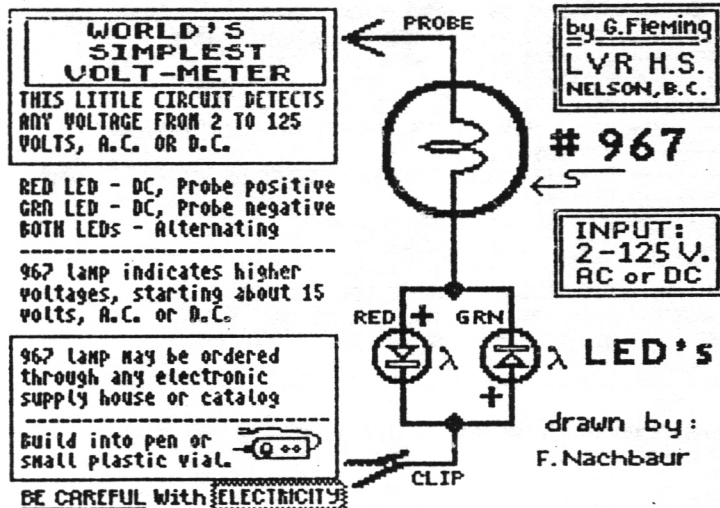 WORLD'S
SIMPLEST
VOLT-METER
THIS LITTLE CIRCUIT DETECTS
ANY VOLTAGE FROM 2 TO 125
VOLTS, A.C. OR D.C.
RED LED - DC, Probe positive
GRN LED - DC, Probe negative
BOTH LEDs - Alternating
967 lamp indicates higher
voltages, starting about 15
volts, A.C. or D.C.
967 lamp may be ordered
through any electronic
supply house or catalog
Build into pen or
small plastic vial.
BE CAREFUL With ELECTRICITY
PROBE
by G.Fleming
LVR H.S.
NELSON, B.C.
# 967
INPUT:
2-125 V.
AC or DC
RED + GRN
λ λ LED's
+
CLIP
drawn by:
F. Nachbaur